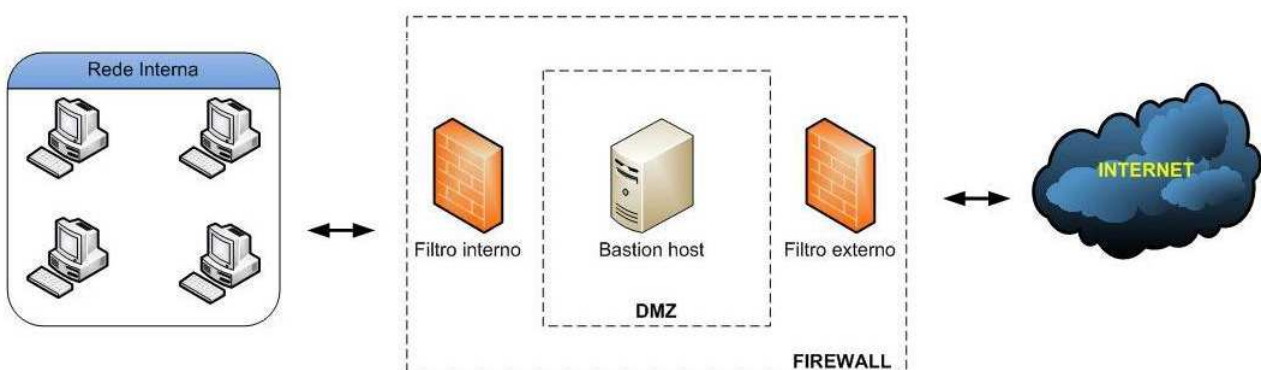 Rede Interna
Filtro interno
Bastion host
Filtro externo
DMZ
FIREWALL
INTERNET